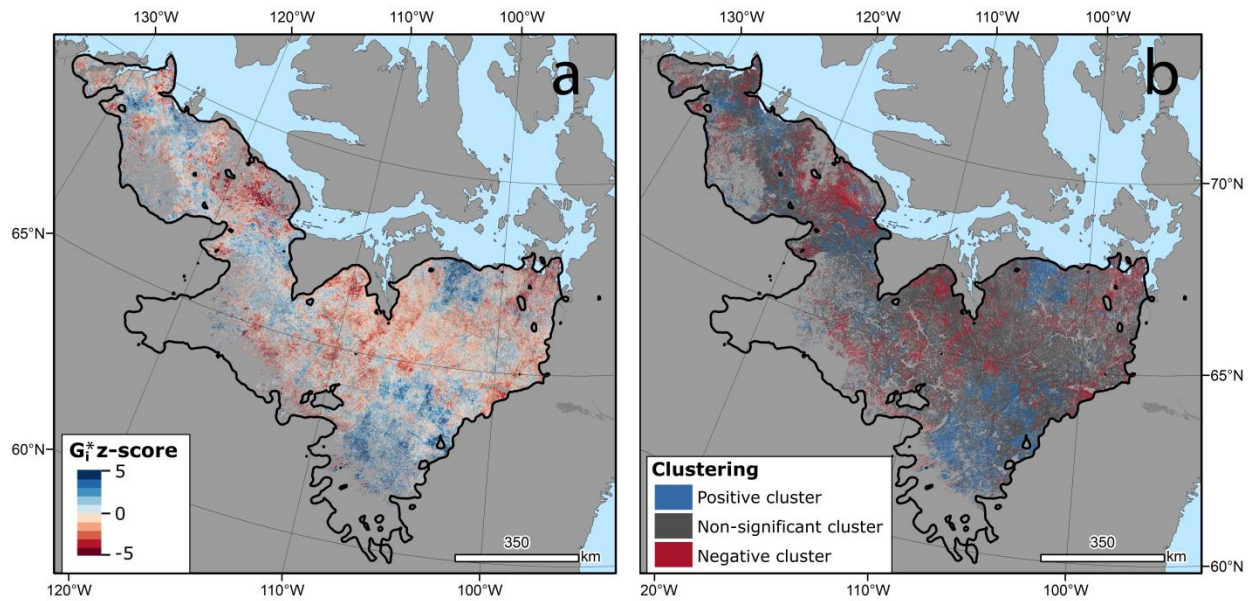 130°W 120°W 110°W 100°W 130°W 120°W 110°W 100°W
a b
70°N
65°N
65°N
60°N
Gi* z-score
5
0
-5
350
km
Clustering
Positive cluster
Non-significant cluster
Negative cluster
350
km
60°N
120°W 110°W 100°W 20°W 110°W 100°W